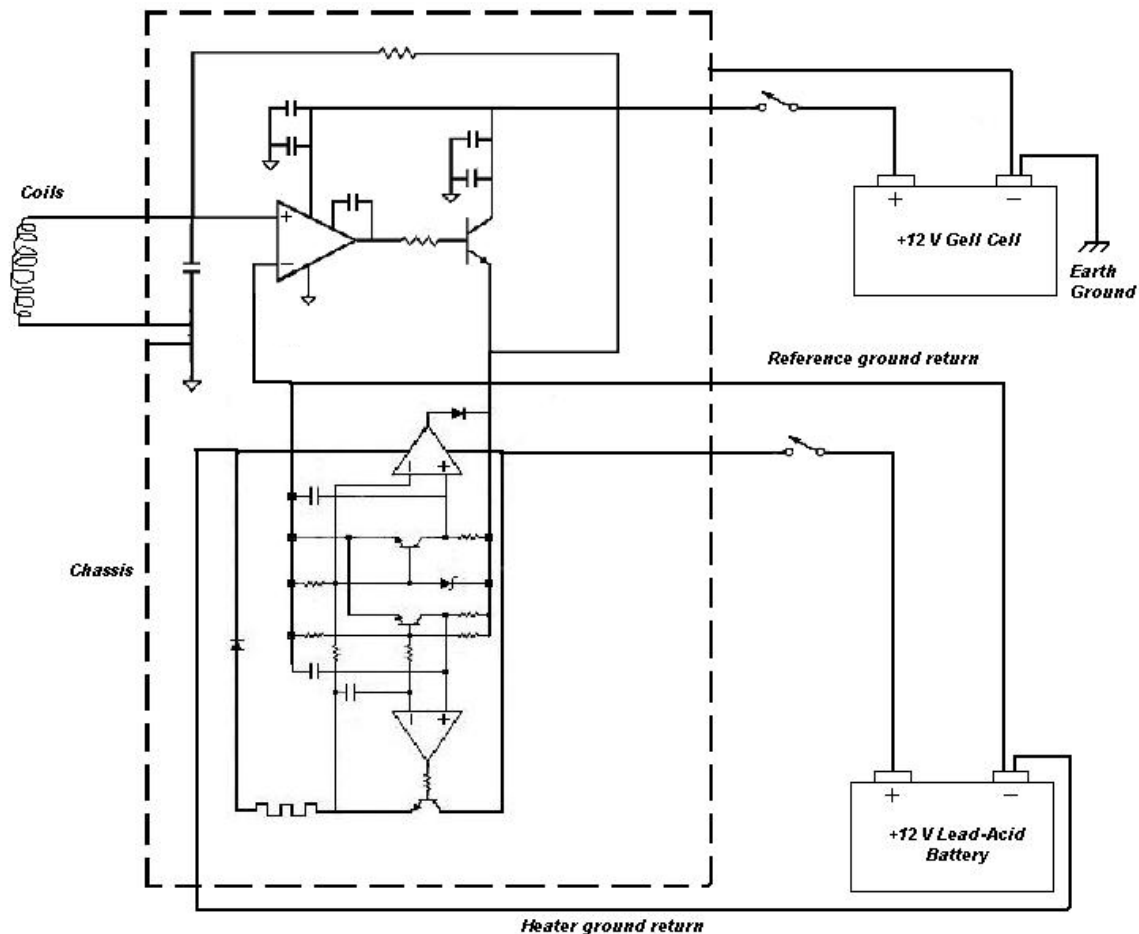 Coils
+
−
+
−
+12 V Gell Cell
Earth
Ground
Reference ground return
− +
Chassis
− +
+
−
+12 V Lead-Acid
Battery
Heater ground return